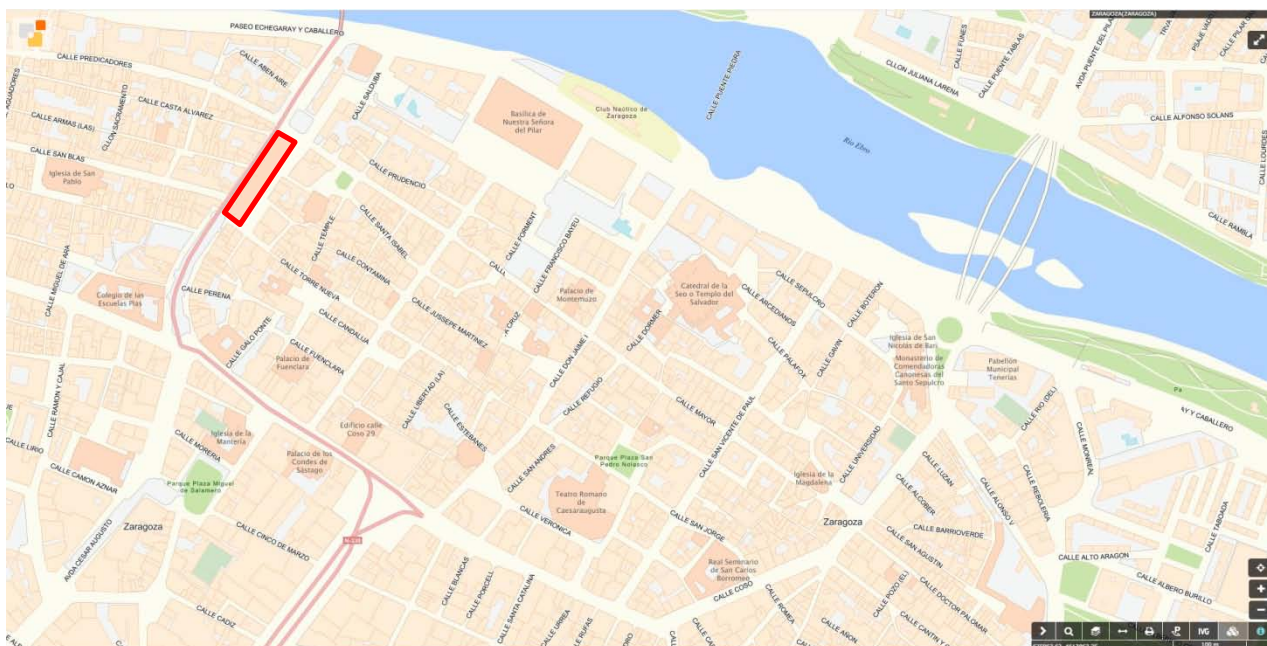 ZARAGOZA(ZARAGOZA)
PASEO ECHEGARAY Y CABALLERO
CALLE PREDICADORES
CALLE ABEN AIRE
CALLE SALDUBA
CALLE CASTA ALVAREZ
CALLE ARMAS (LAS)
CLLON SACRAMENTO
CALLE SAN BLAS
Iglesia de San
Pablo
CALLE MIGUEL DE ARA
Colegio de las
Escuelas Pías
CALLE PERENA
CALLE GALO PONTE
CALLE PRUDENCIO
CALLE TEMPLE
CALLE SANTA ISABEL
CALLE CONTAMINA
CALLE TORRE NUEVA
CALLE CANDALIJA
CALLE FUENCLARA
Palacio de
Fuenclara
CALLE JUSSEPE MARTINEZ
CALLE LIBERTAD (LA)
CALLE ESTEBANES
Basílica de
Nuestra Señora
del Pilar
Club Naútico de
Zaragoza
CALLE PUENTE PIEDRA
Río Ebro
CLLON JULIANA LARENA
CALLE FUNES
CALLE PUENTE TABLAS
AVDA PUENTE DEL PILAR
CALLE ALFONSO SOLANS
CALLE LOURDES
CALLE RAMBLA
CALLE FORMENT
CALLE FRANCISCO BAYEU
Palacio de
Montemuzo
CALLE DON JAIME I
CALLE DORMER
CALLE REFUGIO
Catedral de la
Seo o Templo del
Salvador
CALLE SEPULCRO
CALLE ARCEDIANOS
CALLE BOTERON
CALLE PALAFOX
CALLE GAVIN
Iglesia de San
Nicolás de Bari
Monasterio de
Comendadoras
Canonesas del
Santo Sepulcro
Pabellón
Municipal
Tenerías
CALLE RIO (DEL)
CALLE MONREAL
CALLE MAYOR
CALLE SAN VICENTE DE PAUL
CALLE UNIVERSIDAD
Iglesia de la
Magdalena
Parque Plaza San
Pedro Nolasco
CALLE SAN ANDRES
Teatro Romano
de
Caesaraugusta
CALLE VERONICA
CALLE SAN JORGE
Real Seminario
de San Carlos
Borromeo
CALLE COSO
Edificio calle
Coso 29
Palacio de los
Condes de
Sástago
Iglesia de la
Mantería
CALLE MORERIA
Parque Plaza Miguel
de Salamero
CALLE RAMON Y CAJAL
CALLE LIRIO
CALLE CAMON AZNAR
Zaragoza
AVDA CESAR AUGUSTO
CALLE CINCO DE MARZO
CALLE CADIZ
N-330
CALLE BLANCAS
CALLE PORCELL
CALLE SANTA CATALINA
CALLE URREA
CALLE ROMEA
Zaragoza
CALLE LUZAN
CALLE ALCOBER
CALLE ALONSO V
CALLE REBOLERIA
CALLE BARRIOVERDE
CALLE SAN AGUSTIN
CALLE DOCTOR PALOMAR
CALLE POZO (EL)
CALLE ALTO ARAGON
CALLE TABOADA
CALLE ALBERO BURILLO
IVG
100 m